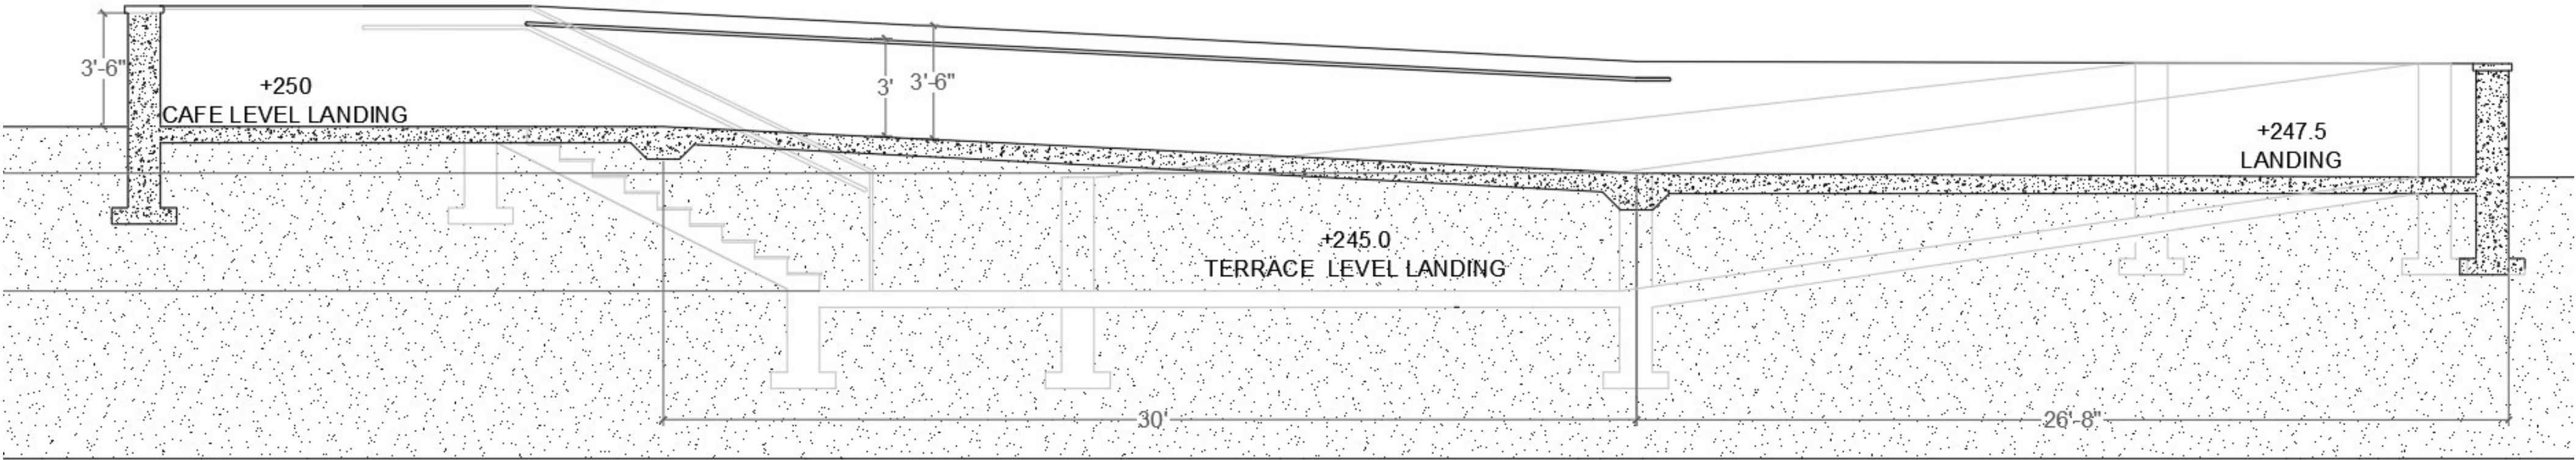 3'-6"
+250
CAFE LEVEL LANDING
3'
3'-6"
+247.5
LANDING
+245.0
TERRACE LEVEL LANDING
30'
26'-8"